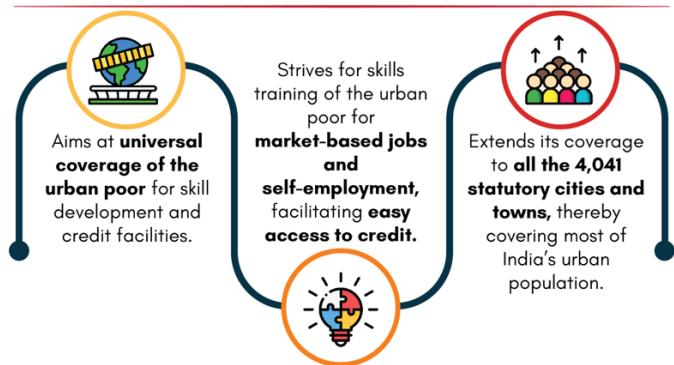 Aims at universal
coverage of the
urban poor for skill
development and
credit facilities.
Strives for skills
training of the urban
poor for
market-based jobs
and
self-employment,
facilitating easy
access to credit.
Extends its coverage
to all the 4,041
statutory cities and
towns, thereby
covering most of
India's urban
population.